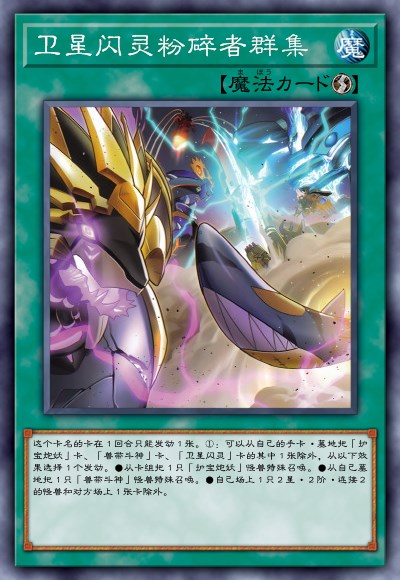 卫星闪灵粉碎者群集
魔
【魔法カード】
まほう
这个卡名的卡在1回合只能发动1张。①：可以从自己的手卡·墓地把「护
宝炮妖」卡、「兽带斗神」卡、「卫星闪灵」卡的其中1张除外，从以下效
果选择1个发动。●从卡组把1只「护宝炮妖」怪兽特殊召唤。●从自己墓
地把1只「兽带斗神」怪兽特殊召唤。●自己场上1只2星·2阶·连接2
的怪兽和对方场上1张卡除外。